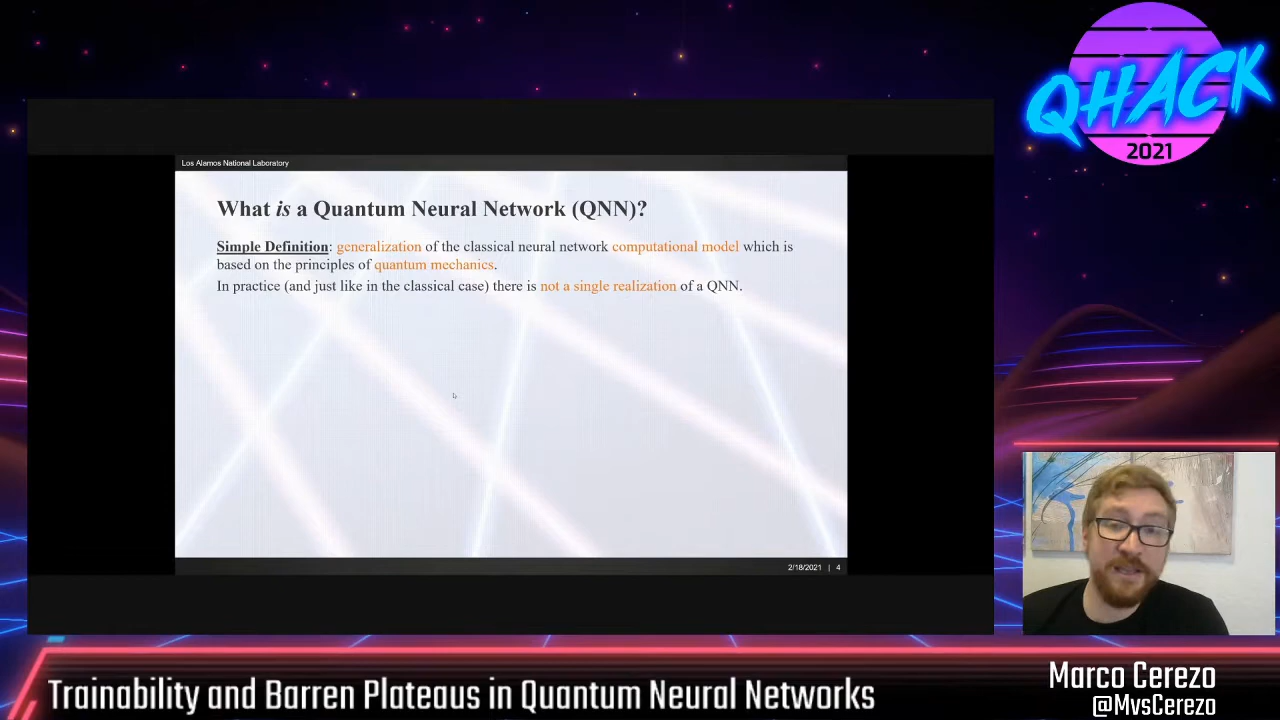 QHACK
2021
Los Alamos National Laboratory
What is a Quantum Neural Network (QNN)?
Simple Definition: generalization of the classical neural network computational model which is
based on the principles of quantum mechanics.
In practice (and just like in the classical case) there is not a single realization of a QNN.
2/18/2021 | 4
Trainability and Barren Plateaus in Quantum Neural Networks
Marco Cerezo
@MvsCerezo